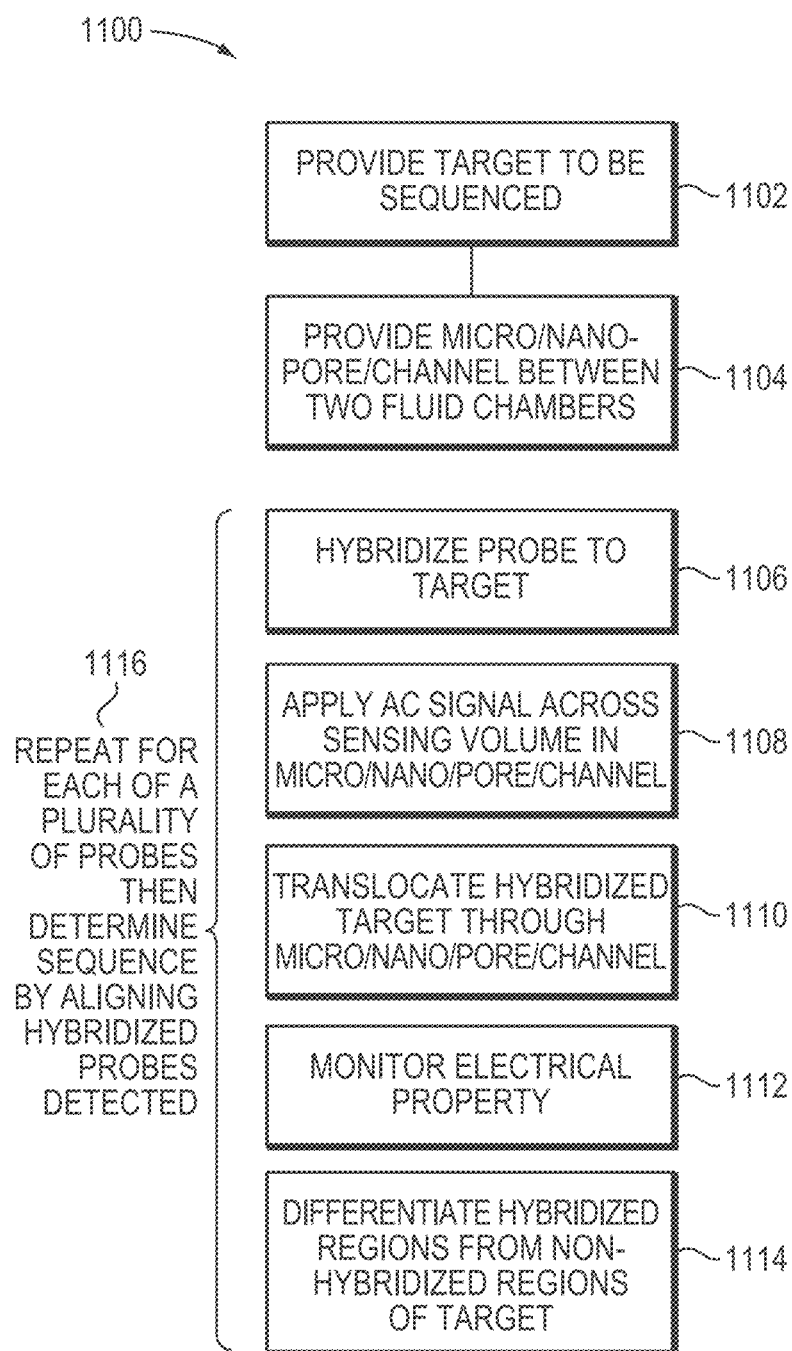 1100
PROVIDE TARGET TO BE
SEQUENCED
1102
PROVIDE MICRO/NANO-
PORE/CHANNEL BETWEEN
TWO FLUID CHAMBERS
1104
HYBRIDIZE PROBE TO
TARGET
1106
1116
REPEAT FOR
EACH OF A
PLURALITY
OF PROBES
THEN
DETERMINE
SEQUENCE
BY ALIGNING
HYBRIDIZED
PROBES
DETECTED
APPLY AC SIGNAL ACROSS
SENSING VOLUME IN
MICRO/NANO/PORE/CHANNEL
1108
TRANSLOCATE HYBRIDIZED
TARGET THROUGH
MICRO/NANO/PORE/CHANNEL
1110
MONITOR ELECTRICAL
PROPERTY
1112
DIFFERENTIATE HYBRIDIZED
REGIONS FROM NON-
HYBRIDIZED REGIONS
OF TARGET
1114